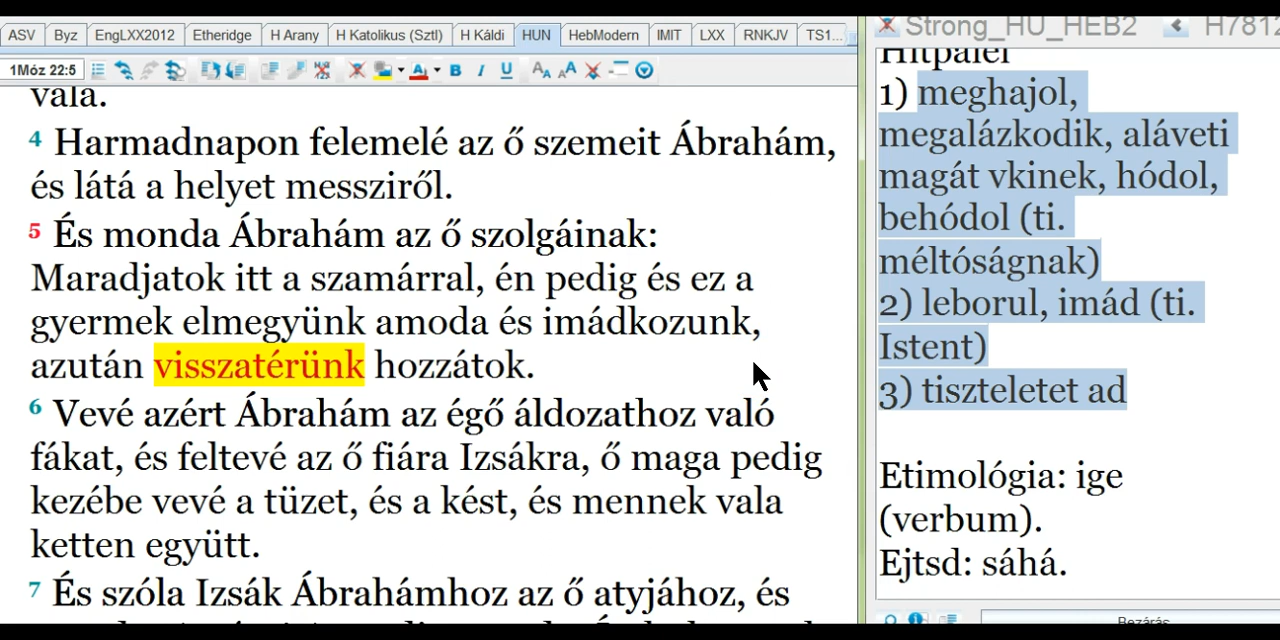 ASV Byz EngLXX2012 Etheridge H Arany H Katolikus (Sztl) H Káldi HUN HebModern IMIT LXX RNKJV TS1...
1Móz 22:5
B I U
vala.
4 Harmadnapon felemelé az ő szemeit Ábrahám,
és látá a helyet messziről.
5 És monda Ábrahám az ő szolgáinak:
Maradjatok itt a szamárral, én pedig és ez a
gyermek elmegyünk amoda és imádkozunk,
azután visszatérünk hozzátok.
6 Vevé azért Ábrahám az égő áldozathoz való
fákat, és feltevé az ő fiára Izsákra, ő maga pedig
kezébe vevé a tüzet, és a kést, és mennek vala
ketten együtt.
7 És szóla Izsák Ábrahámhoz az ő atyjához, és
Strong_HU_HEB2 H7812
Hitpalel
1) meghajol,
megalázkodik, aláveti
magát vkinek, hódol,
behódol (ti.
méltóságnak)
2) leborul, imád (ti.
Istent)
3) tiszteletet ad
Etimológia: ige
(verbum).
Ejtsd: sáhá.
Bezárás